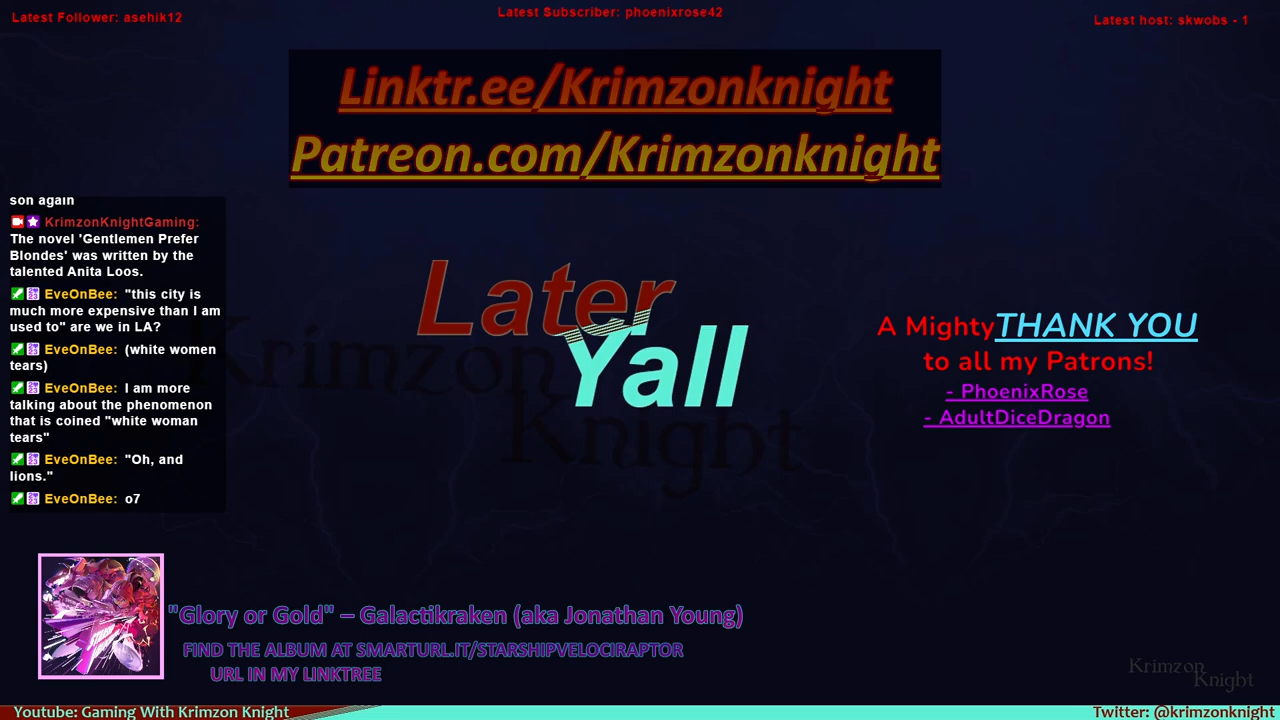 Latest Follower: asehik12
Latest Subscriber: phoenixrose42
Latest host: skwobs - 1
Linktr.ee/Krimzonknight
Patreon.com/Krimzonknight
son again
KrimzonKnightGaming:
The novel 'Gentlemen Prefer
Blondes' was written by the
talented Anita Loos.
EveOnBee: "this city is
much more expensive than I am
used to" are we in LA?
EveOnBee: (white women
tears)
EveOnBee: I am more
talking about the phenomenon
that is coined "white woman
tears"
EveOnBee: "Oh, and
lions."
EveOnBee: o7
Later
Yall
Krimzon
Knight
A Mighty THANK YOU
to all my Patrons!
- PhoenixRose
- AdultDiceDragon
"Glory or Gold" – Galactikraken (aka Jonathan Young)
FIND THE ALBUM AT SMARTURL.IT/STARSHIPVELOCIRAPTOR
URL IN MY LINKTREE
Krimzon
Knight
Youtube: Gaming With Krimzon Knight
Twitter: @krimzonknight